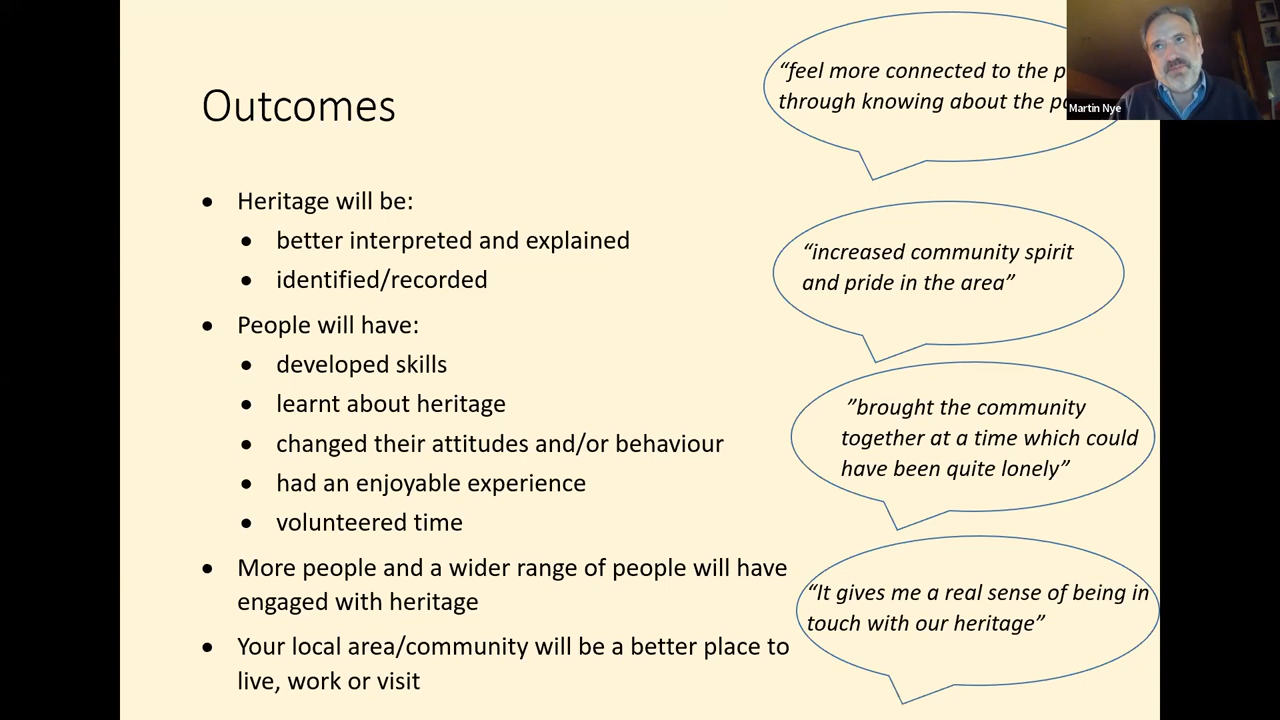 Outcomes
• Heritage will be:
• better interpreted and explained
• identified/recorded
• People will have:
• developed skills
• learnt about heritage
• changed their attitudes and/or behaviour
• had an enjoyable experience
• volunteered time
• More people and a wider range of people will have
engaged with heritage
• Your local area/community will be a better place to
live, work or visit
“feel more connected to the
through knowing about the
“increased community spirit
and pride in the area”
”brought the community
together at a time which could
have been quite lonely”
“It gives me a real sense of being in
touch with our heritage”
Martin Nye